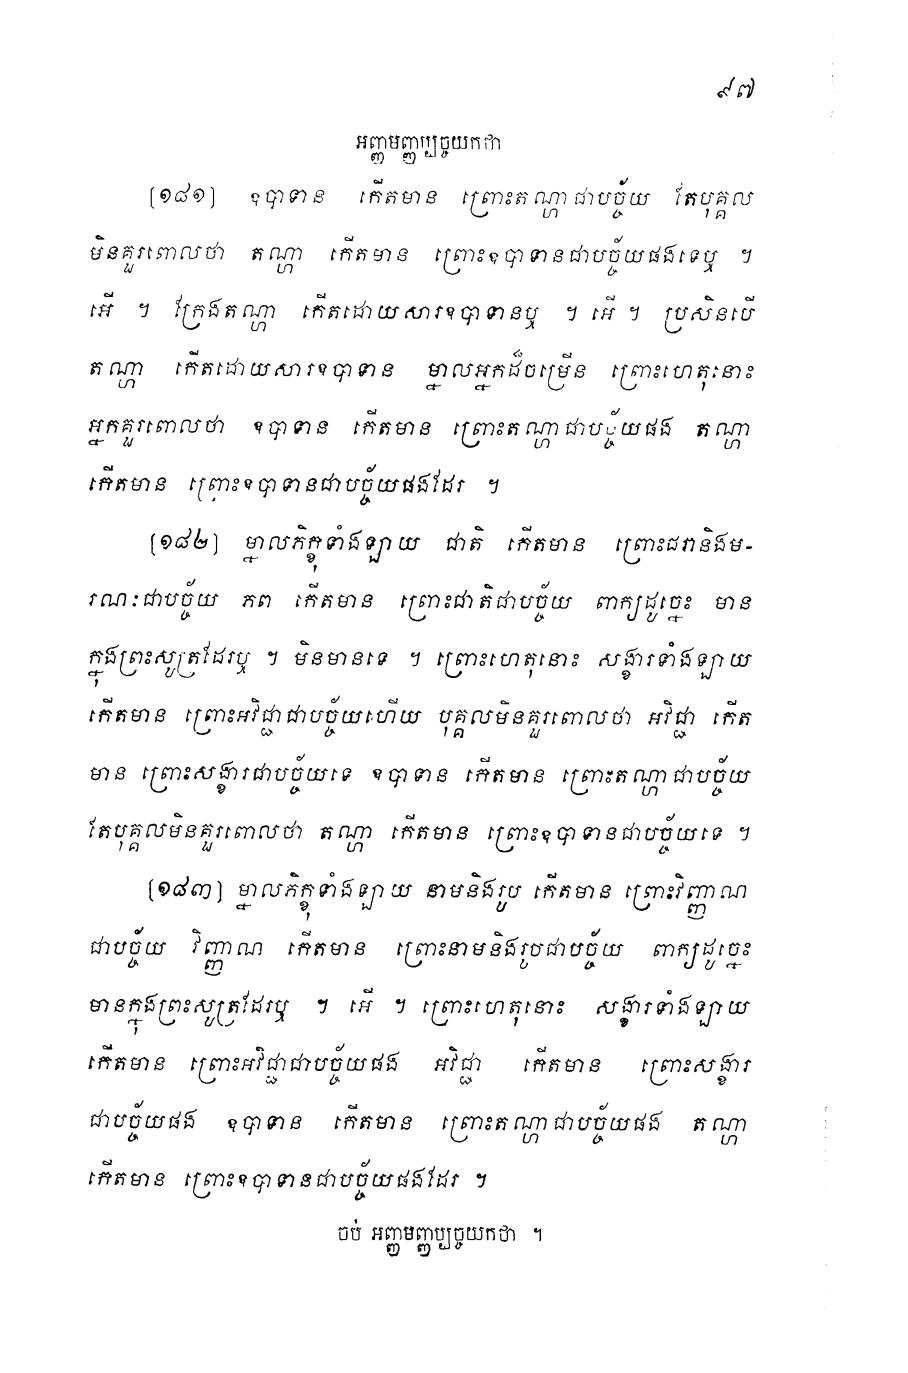 ៩៧
អញ្ញមញ្ញប្បច្ចយកថា
[១៨១] ឧបាទាន កើតមាន ព្រោះតណ្ហាជាបច្ច័យ តែបុគ្គល
មិនគួរពោលថា តណ្ហា កើតមាន ព្រោះឧបាទានជាបច្ច័យផងទេឬ ។
អើ ។ ក្រែងតណ្ហា កើតដោយសារឧបាទានឬ ។ អើ ។ ប្រសិនបើ
តណ្ហា កើតដោយសារឧបាទាន ម្នាលអ្នកដ៏ចម្រើន ព្រោះហេតុនោះ
អ្នកគួរពោលថា ឧបាទាន កើតមាន ព្រោះតណ្ហាជាបច្ច័យផង តណ្ហា
កើតមាន ព្រោះឧបាទានជាបច្ច័យផងដែរ ។
[១៨២] ម្នាលភិក្ខុទាំងឡាយ ជាតិ កើតមាន ព្រោះជរានិងម-
រណៈជាបច្ច័យ ភព កើតមាន ព្រោះជាតិជាបច្ច័យ ពាក្យដូច្នេះ មាន
ក្នុងព្រះសូត្រដែរឬ ។ មិនមានទេ ។ ព្រោះហេតុនោះ សង្ខារទាំងឡាយ
កើតមាន ព្រោះអវិជ្ជាជាបច្ច័យហើយ បុគ្គលមិនគួរពោលថា អវិជ្ជា កើត
មាន ព្រោះសង្ខារជាបច្ច័យទេ ឧបាទាន កើតមាន ព្រោះតណ្ហាជាបច្ច័យ
តែបុគ្គលមិនគួរពោលថា តណ្ហា កើតមាន ព្រោះឧបាទានជាបច្ច័យទេ ។
[១៨៣] ម្នាលភិក្ខុទាំងឡាយ នាមនិងរូប កើតមាន ព្រោះវិញ្ញាណ
ជាបច្ច័យ វិញ្ញាណ កើតមាន ព្រោះនាមនិងរូបជាបច្ច័យ ពាក្យដូច្នេះ
មានក្នុងព្រះសូត្រដែរឬ ។ អើ ។ ព្រោះហេតុនោះ សង្ខារទាំងឡាយ
កើតមាន ព្រោះអវិជ្ជាជាបច្ច័យផង អវិជ្ជា កើតមាន ព្រោះសង្ខារ
ជាបច្ច័យផង ឧបាទាន កើតមាន ព្រោះតណ្ហាជាបច្ច័យផង តណ្ហា
កើតមាន ព្រោះឧបាទានជាបច្ច័យផងដែរ ។
ចប់ អញ្ញមញ្ញប្បច្ចយកថា ។